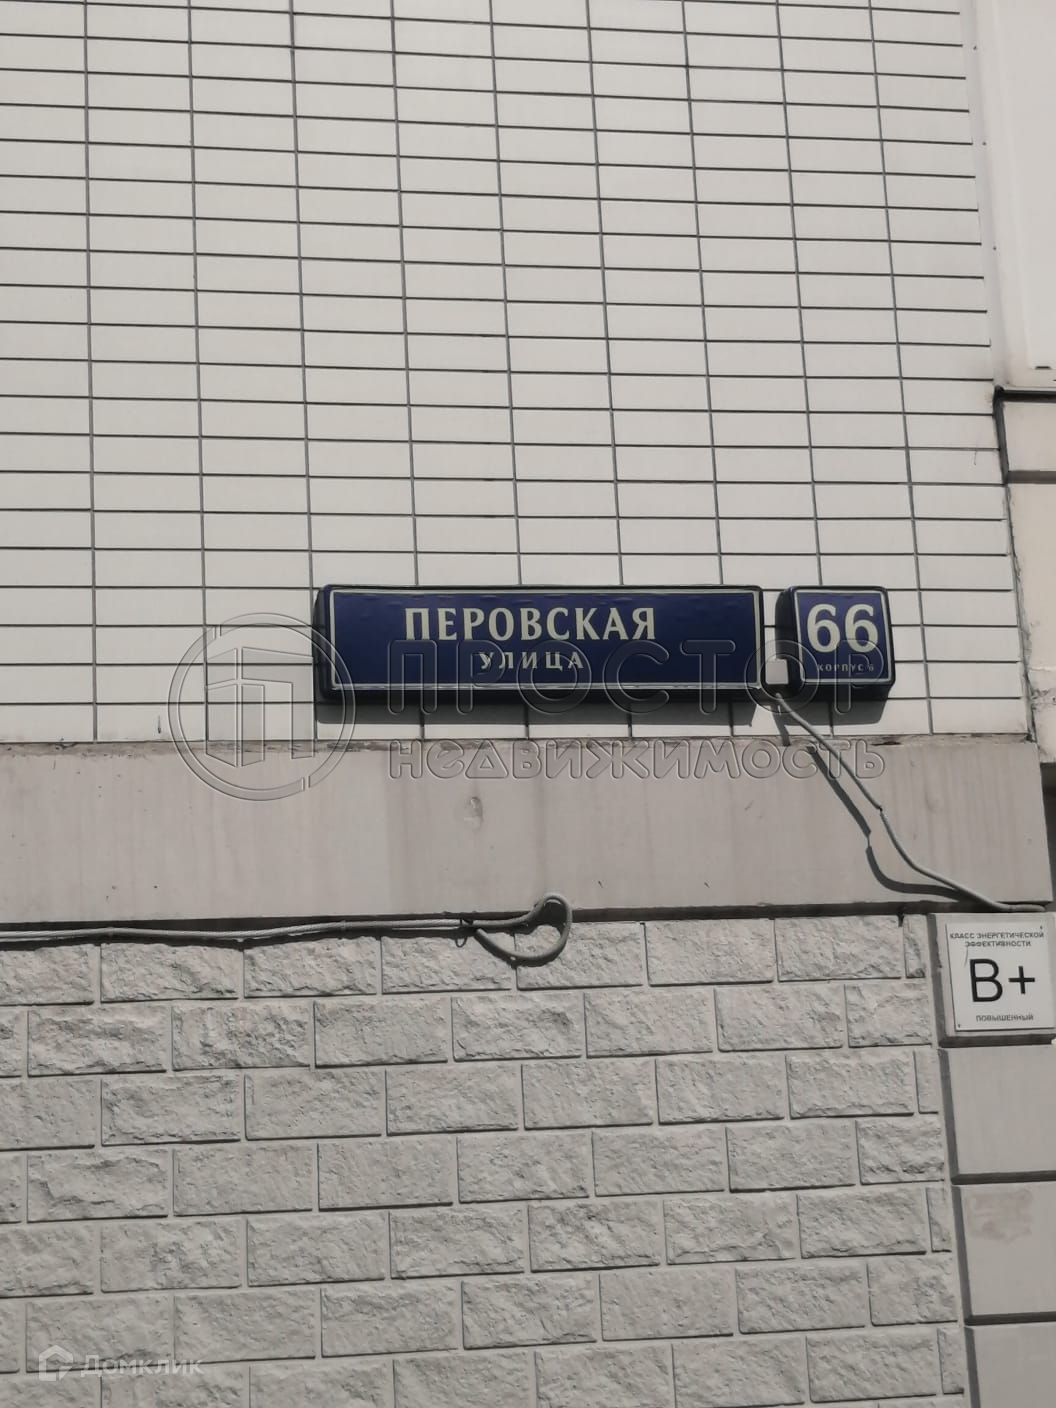 ПЕРОВСКАЯ
УЛИЦА
66
КОРПУС 6
ПРОСТОР
НЕДВИЖИМОСТЬ
КЛАСС ЭНЕРГЕТИЧЕСКОЙ
ЭФФЕКТИВНОСТИ
B+
ПОВЫШЕННЫЙ
Домклик